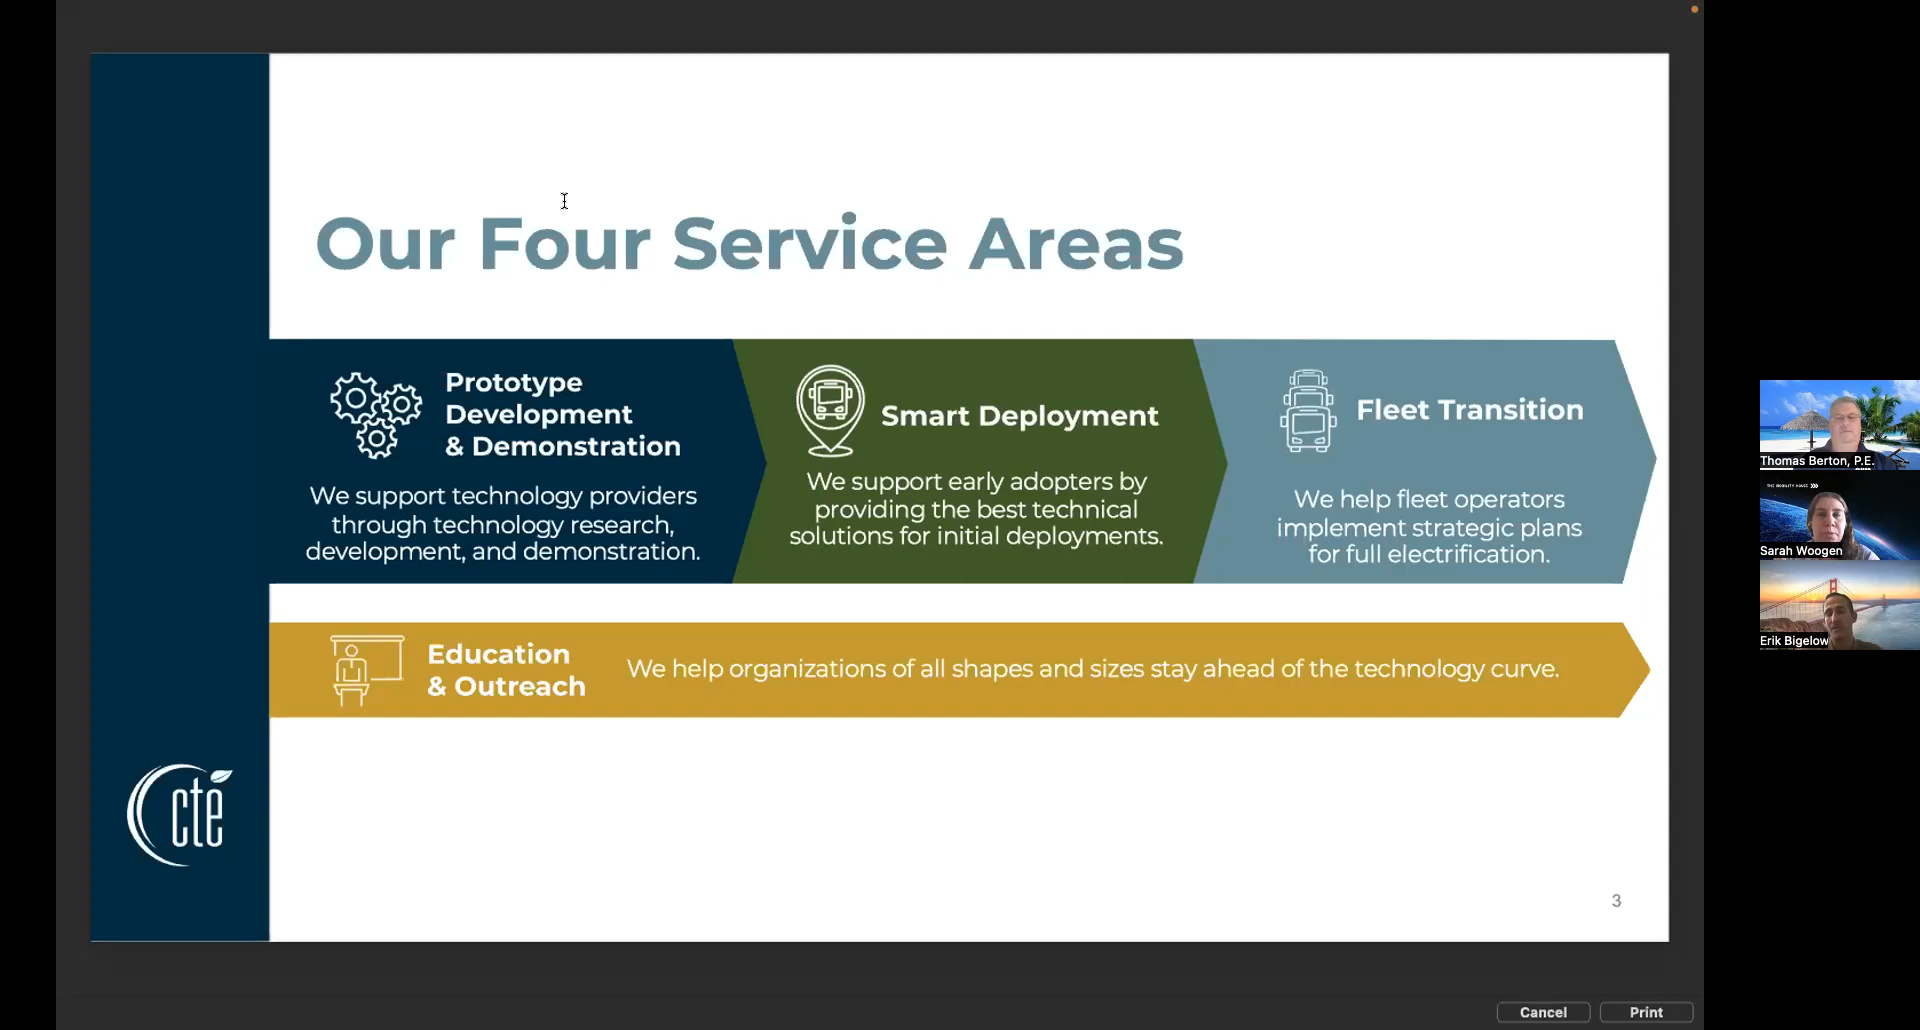 Our Four Service Areas
Prototype
Development
& Demonstration
We support technology providers
through technology research,
development, and demonstration.
Smart Deployment
We support early adopters by
providing the best technical
solutions for initial deployments.
Fleet Transition
We help fleet operators
implement strategic plans
for full electrification.
Education
& Outreach
We help organizations of all shapes and sizes stay ahead of the technology curve.
cte
3
Cancel
Print
Thomas Berton, P.E.
THE MOBILITY HOUSE
Sarah Woogen
Erik Bigelow